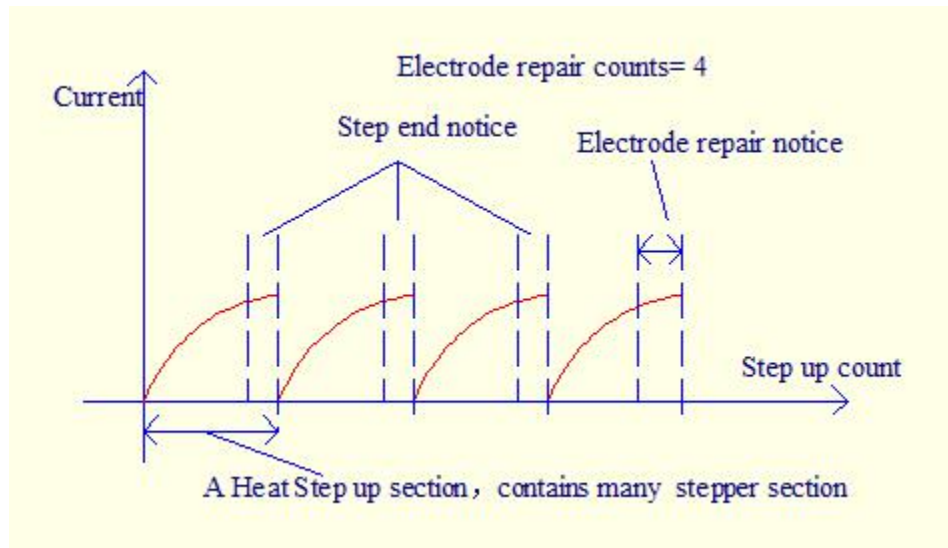 Electrode repair counts= 4
Current
Step end notice
Electrode repair notice
Step up count
A Heat Step up section，contains many stepper section